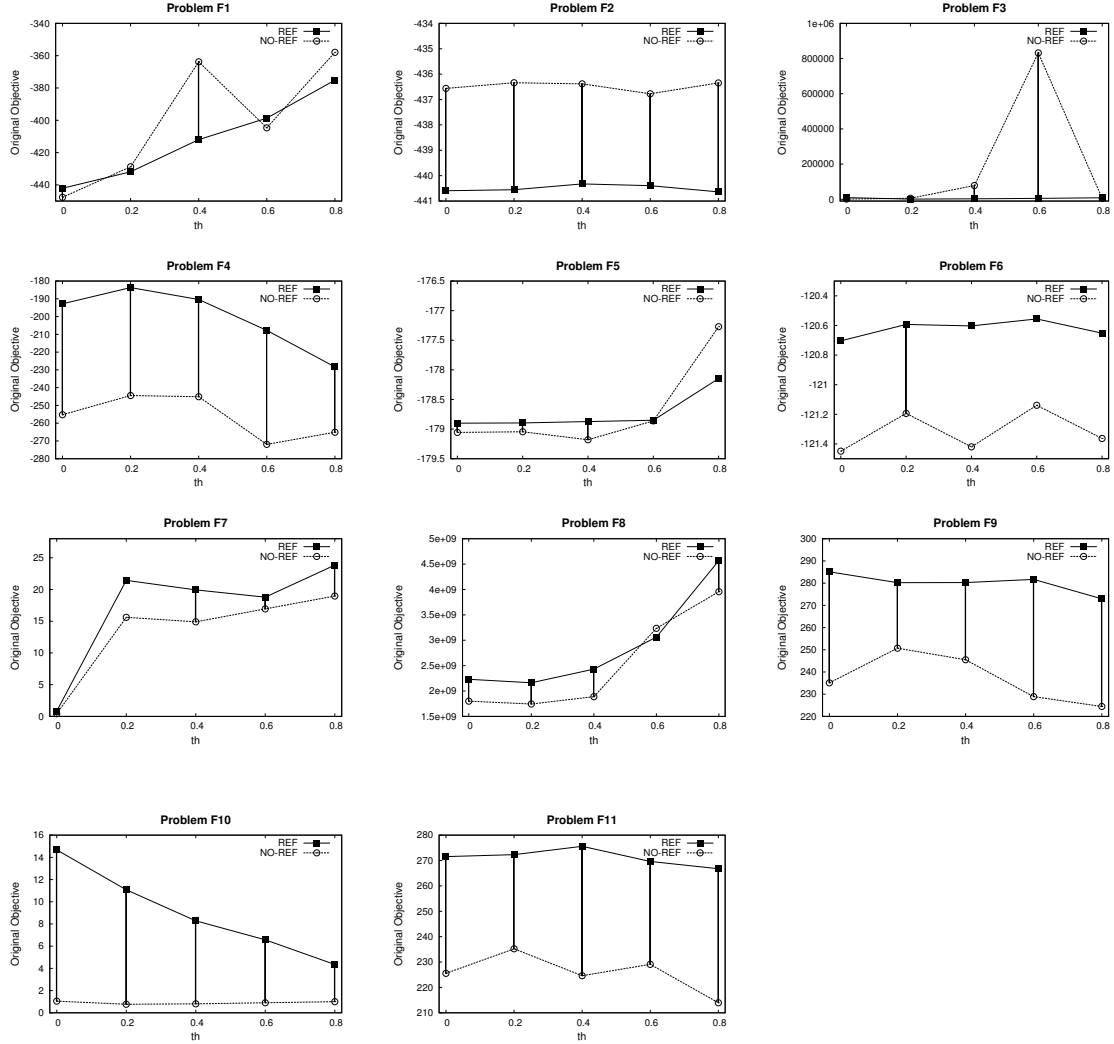 Problem F1
REF
NO-REF
Original Objective
-340
-360
-380
-400
-420
-440
0 0.2 0.4 0.6 0.8
th
Problem F2
REF
NO-REF
Original Objective
-434
-435
-436
-437
-438
-439
-440
-441
0 0.2 0.4 0.6 0.8
th
Problem F3
REF
NO-REF
Original Objective
1e+06
800000
600000
400000
200000
0
0 0.2 0.4 0.6 0.8
th
Problem F4
REF
NO-REF
Original Objective
-180
-190
-200
-210
-220
-230
-240
-250
-260
-270
-280
0 0.2 0.4 0.6 0.8
th
Problem F5
REF
NO-REF
Original Objective
-176.5
-177
-177.5
-178
-178.5
-179
-179.5
0 0.2 0.4 0.6 0.8
th
Problem F6
REF
NO-REF
Original Objective
-120.4
-120.6
-120.8
-121
-121.2
-121.4
0 0.2 0.4 0.6 0.8
th
Problem F7
REF
NO-REF
Original Objective
25
20
15
10
5
0
0 0.2 0.4 0.6 0.8
th
Problem F8
REF
NO-REF
Original Objective
5e+09
4.5e+09
4e+09
3.5e+09
3e+09
2.5e+09
2e+09
1.5e+09
0 0.2 0.4 0.6 0.8
th
Problem F9
REF
NO-REF
Original Objective
300
290
280
270
260
250
240
230
220
0 0.2 0.4 0.6 0.8
th
Problem F10
REF
NO-REF
Original Objective
16
14
12
10
8
6
4
2
0
0 0.2 0.4 0.6 0.8
th
Problem F11
REF
NO-REF
Original Objective
280
270
260
250
240
230
220
210
0 0.2 0.4 0.6 0.8
th